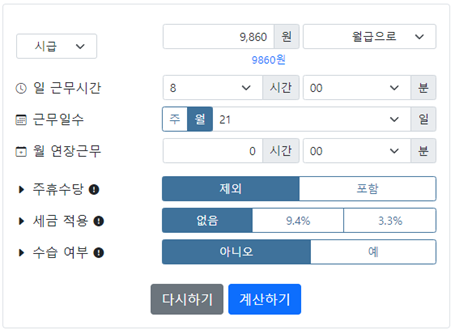 시급 9,860 원 월급으로
9860원
일 근무시간 8 시간 00 분
근무일수 주 월 21 일
월 연장근무 0 시간 00 분
주휴수당 제외 포함
세금 적용 없음 9.4% 3.3%
수습 여부 아니오 예
다시하기 계산하기